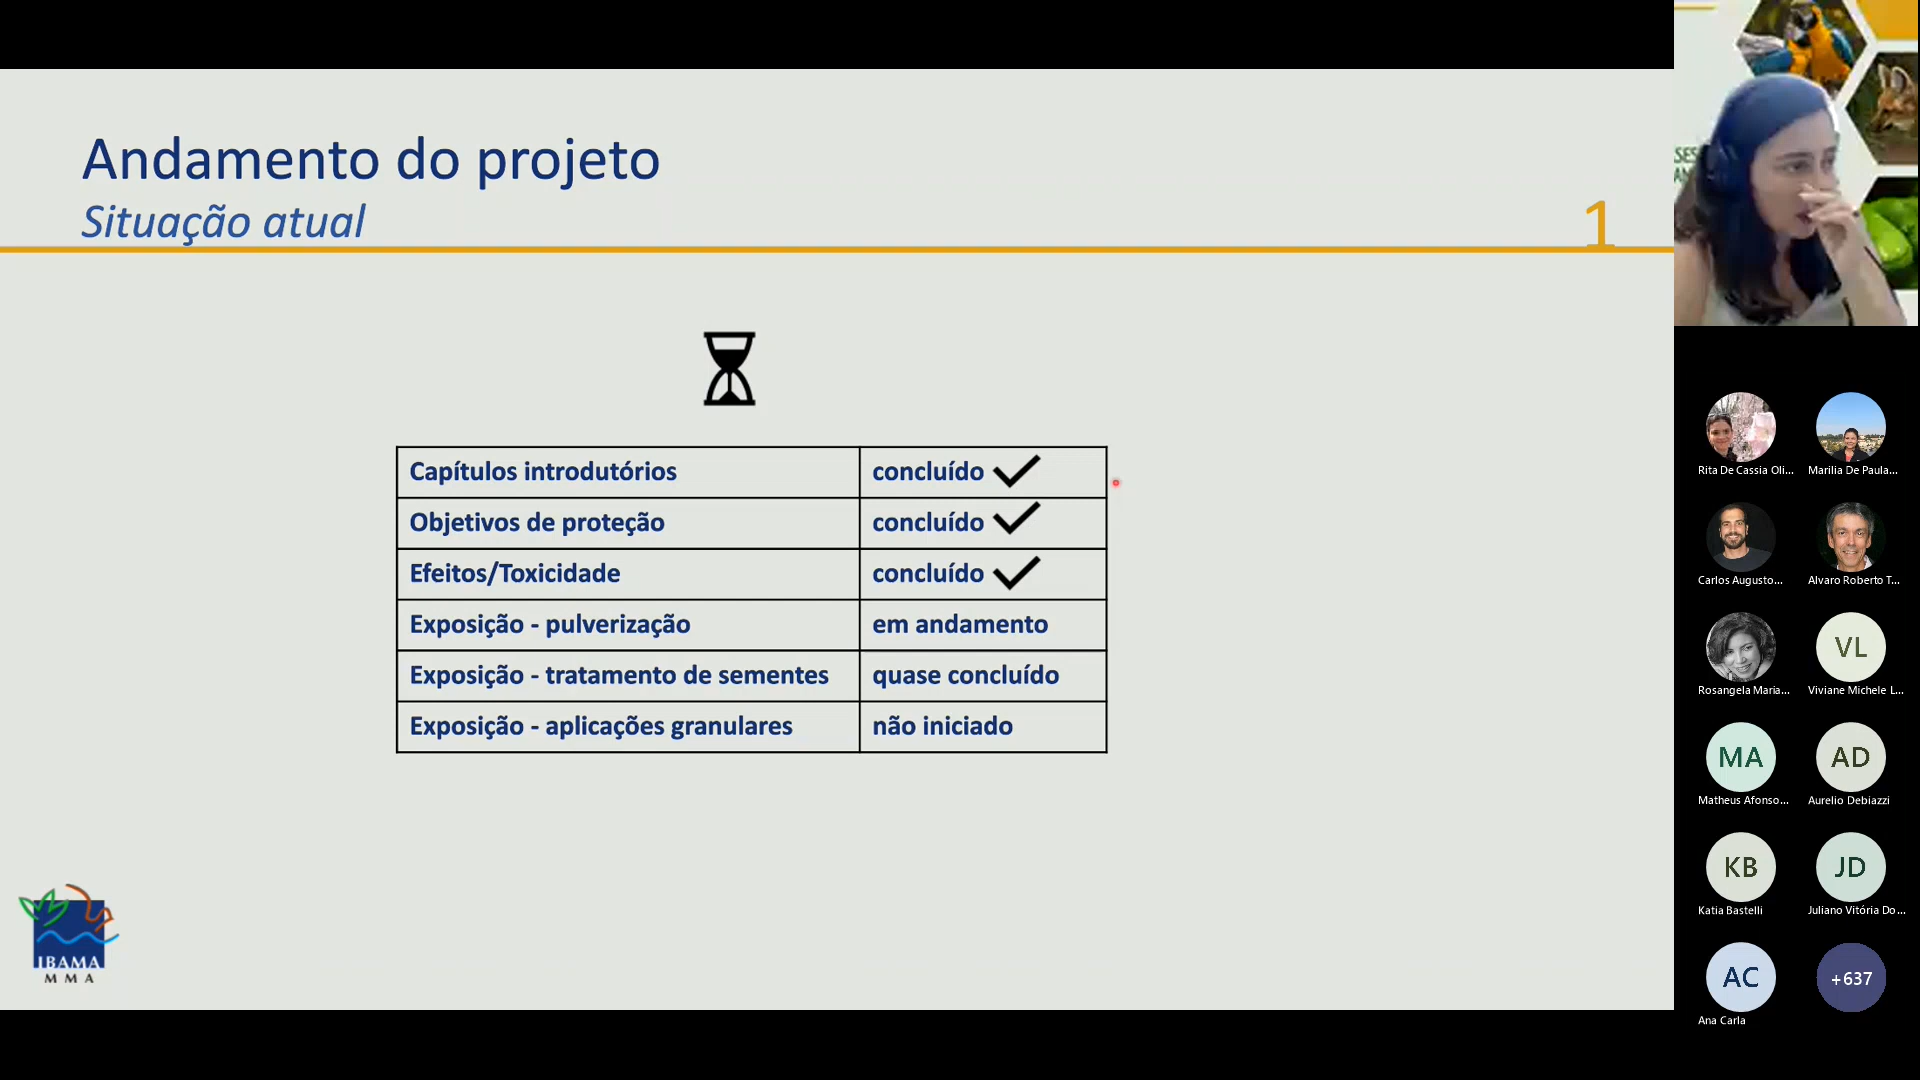 Andamento do projeto
Situação atual
1
Capítulos introdutórios concluído
Objetivos de proteção concluído
Efeitos/Toxicidade concluído
Exposição - pulverização em andamento
Exposição - tratamento de sementes quase concluído
Exposição - aplicações granulares não iniciado
IBAMA
MMA
Rita De Cassia Oli... Marilia De Paula...
Carlos Augusto... Alvaro Roberto T...
VL
Rosangela Maria... Viviane Michele L...
MA AD
Matheus Afonso... Aurelio Debiazzi
KB JD
Katia Bastelli Juliano Vitória Do...
AC +637
Ana Carla